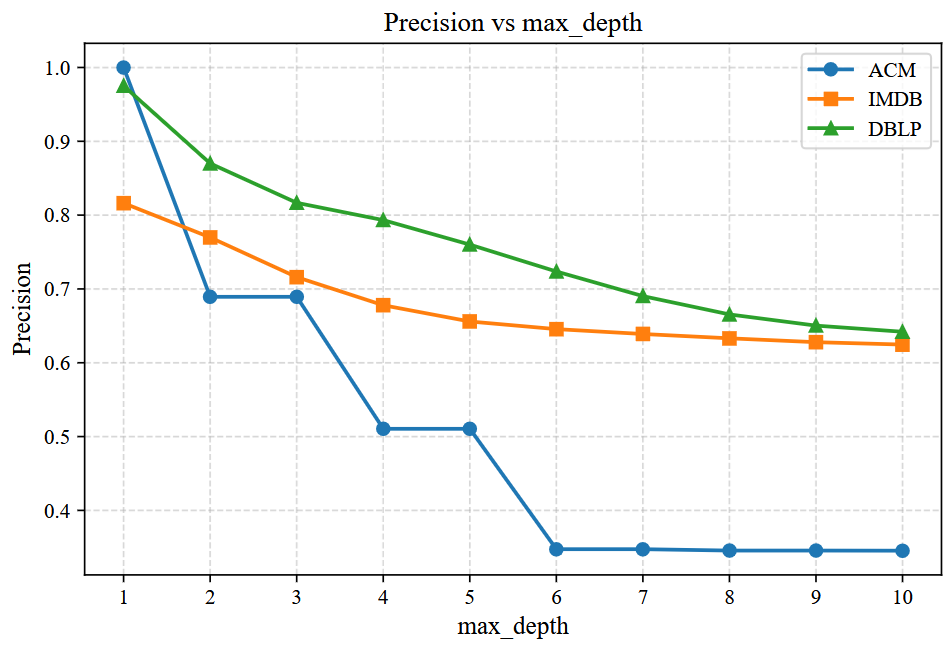 Precision vs max_depth
ACM
IMDB
DBLP
Precision
1.0
0.9
0.8
0.7
0.6
0.5
0.4
1 2 3 4 5 6 7 8 9 10
max_depth